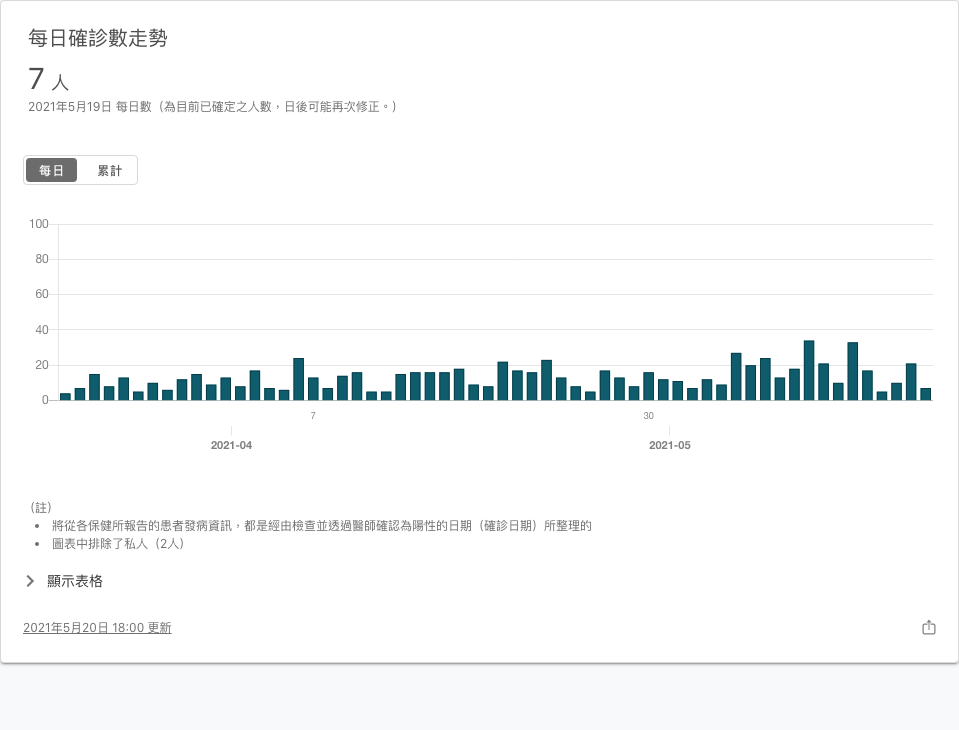 每日確診數走勢
7 人
2021年5月19日 每日數（為目前已確定之人數，日後可能再次修正。）
每日 累計
100
80
60
40
20
0
7 30
2021-04 2021-05
（註）
• 將從各保健所報告的患者發病資訊，都是經由檢查並透過醫師確認為陽性的日期（確診日期）所整理的
• 圖表中排除了私人（2人）
顯示表格
2021年5月20日 18:00 更新